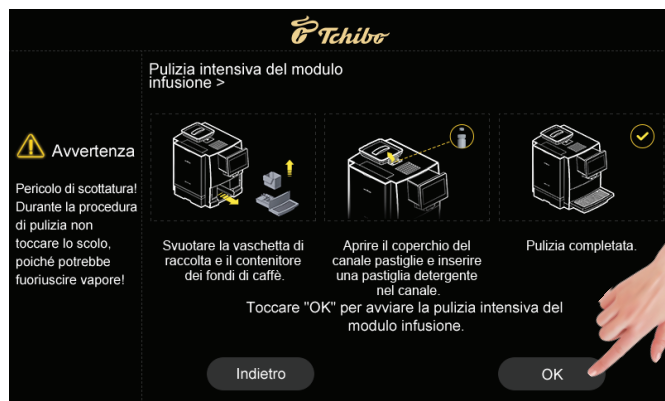 Tchibo
Pulizia intensiva del modulo
infusione >
Avvertenza
Pericolo di scottatura!
Durante la procedura
di pulizia non
toccare lo scolo,
poiché potrebbe
fuoriuscire vapore!
Svuotare la vaschetta di
raccolta e il contenitore
dei fondi di caffè.
Aprire il coperchio del
canale pastiglie e inserire
una pastiglia detergente
nel canale.
Pulizia completata.
Toccare "OK" per avviare la pulizia intensiva del
modulo infusione.
Indietro
OK